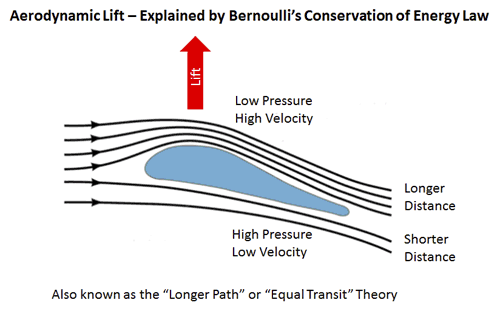 Aerodynamic Lift – Explained by Bernoulli's Conservation of Energy Law
Lift
Low Pressure
High Velocity
Longer
Distance
High Pressure
Low Velocity
Shorter
Distance
Also known as the “Longer Path” or “Equal Transit” Theory